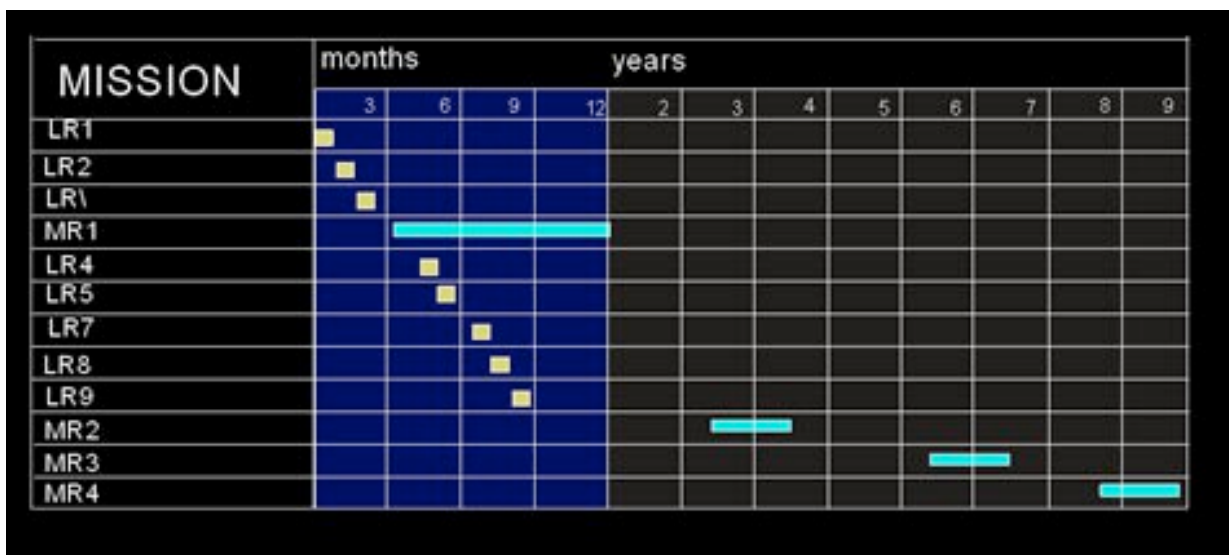 MISSION months years
3 6 9 12 2 3 4 5 6 7 8 9
LR1
LR2
LR\
MR1
LR4
LR5
LR7
LR8
LR9
MR2
MR3
MR4